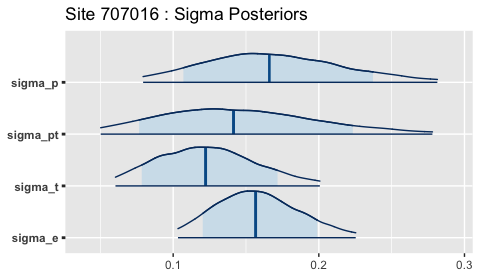 Site 707016 : Sigma Posteriors
sigma_p
sigma_pt
sigma_t
sigma_e
0.1 0.2 0.3